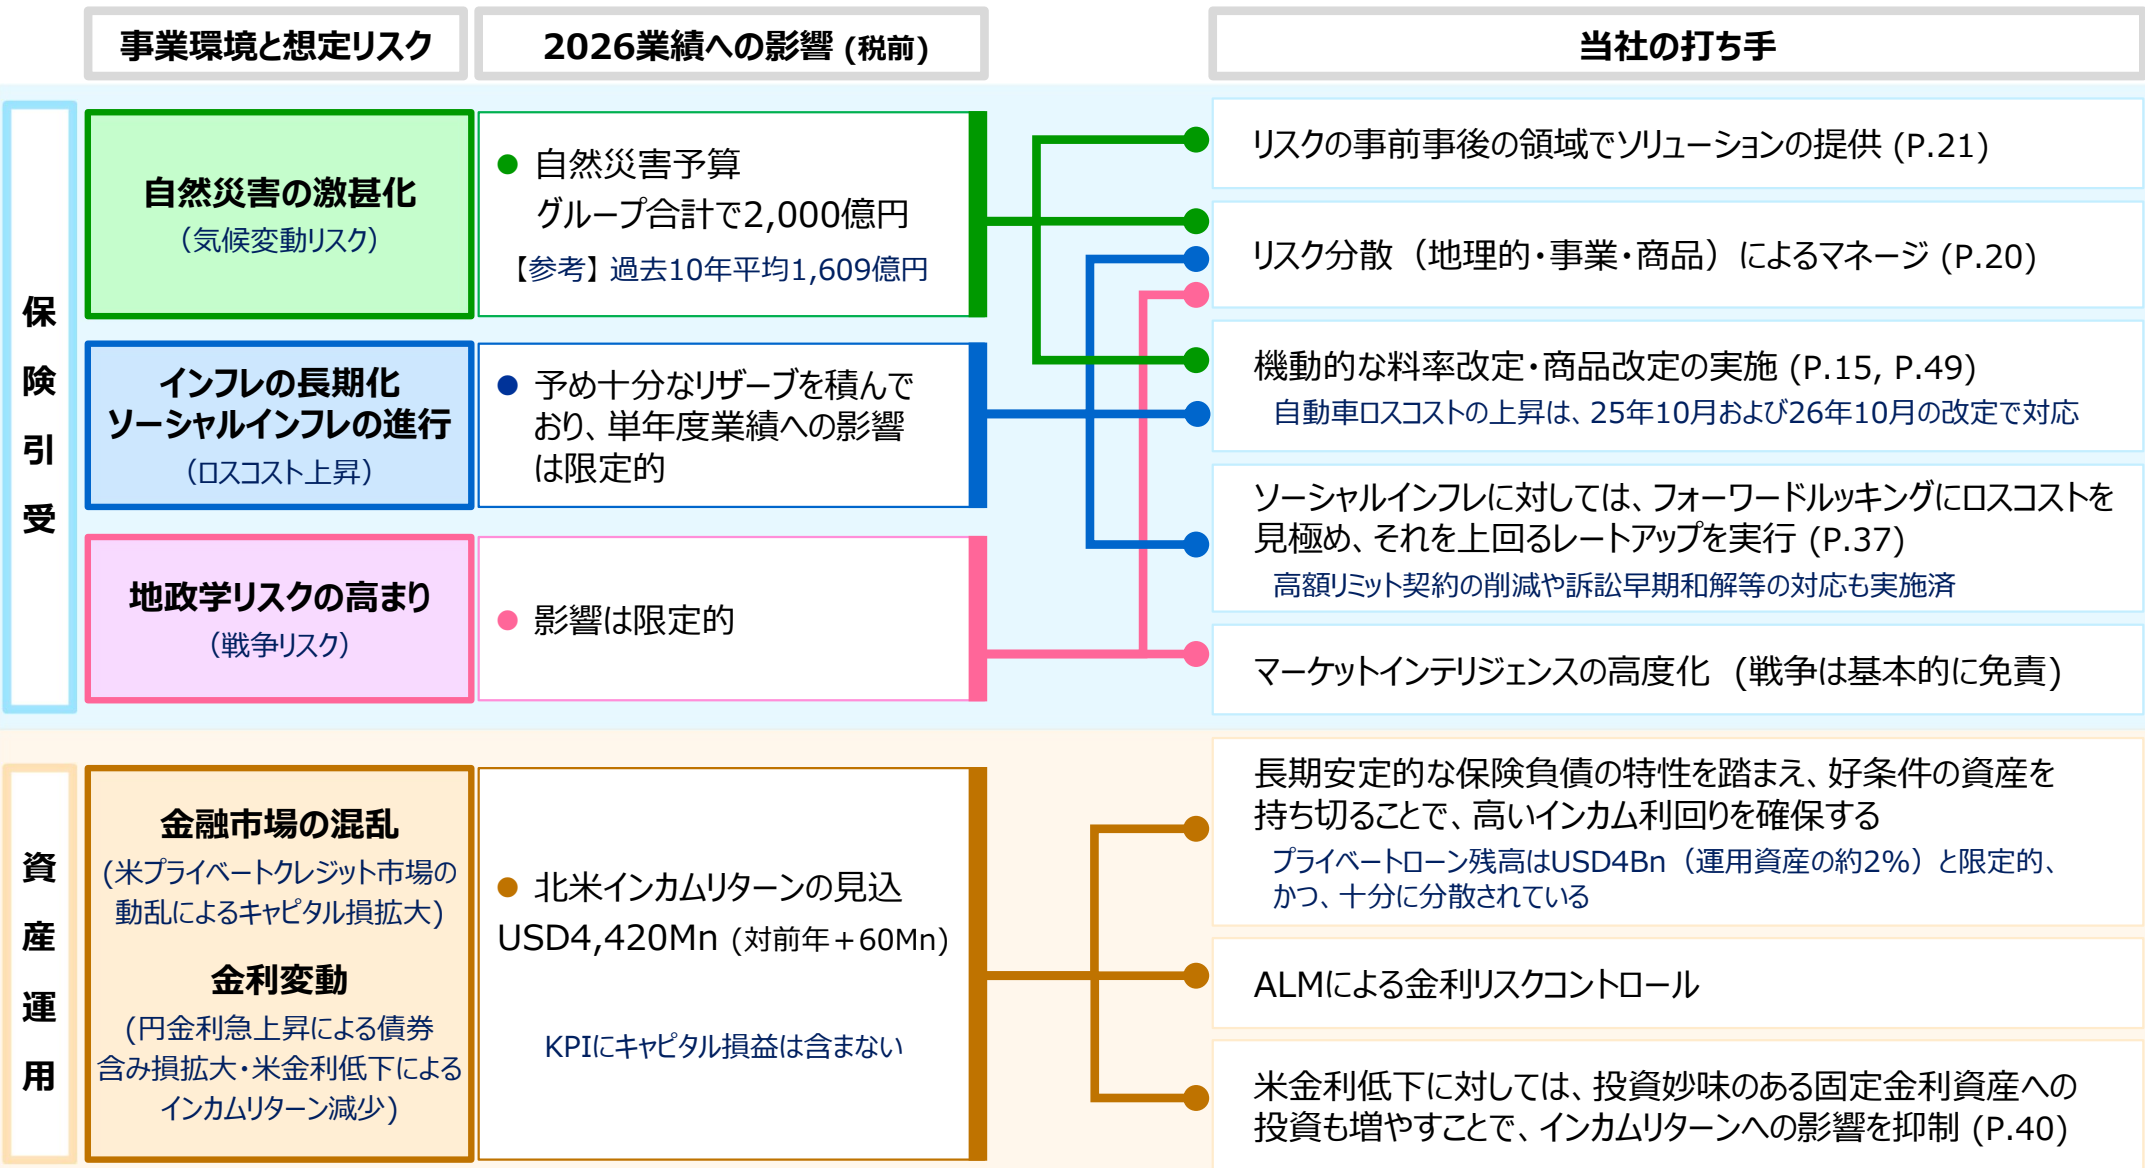 事業環境と想定リスク
2026業績への影響 (税前)
当社の打ち手
保険引受
自然災害の激甚化
（気候変動リスク）
● 自然災害予算
グループ合計で2,000億円
【参考】過去10年平均1,609億円
インフレの長期化
ソーシャルインフレの進行
（ロスコスト上昇）
● 予め十分なリザーブを積んで
おり、単年度業績への影響
は限定的
地政学リスクの高まり
（戦争リスク）
● 影響は限定的
リスクの事前事後の領域でソリューションの提供 (P.21)
リスク分散（地理的・事業・商品）によるマネージ (P.20)
機動的な料率改定・商品改定の実施 (P.15, P.49)
自動車ロスコストの上昇は、25年10月および26年10月の改定で対応
ソーシャルインフレに対しては、フォーワードルッキングにロスコストを
見極め、それを上回るレートアップを実行 (P.37)
高額リミット契約の削減や訴訟早期和解等の対応も実施済
マーケットインテリジェンスの高度化 (戦争は基本的に免責)
資産運用
金融市場の混乱
(米プライベートクレジット市場の
動乱によるキャピタル損拡大)
金利変動
(円金利急上昇による債券
含み損拡大・米金利低下による
インカムリターン減少)
● 北米インカムリターンの見込
USD4,420Mn (対前年＋60Mn)
KPIにキャピタル損益は含まない
長期安定的な保険負債の特性を踏まえ、好条件の資産を
持ち切ることで、高いインカム利回りを確保する
プライベートローン残高はUSD4Bn（運用資産の約2%）と限定的、
かつ、十分に分散されている
ALMによる金利リスクコントロール
米金利低下に対しては、投資妙味のある固定金利資産への
投資も増やすことで、インカムリターンへの影響を抑制 (P.40)